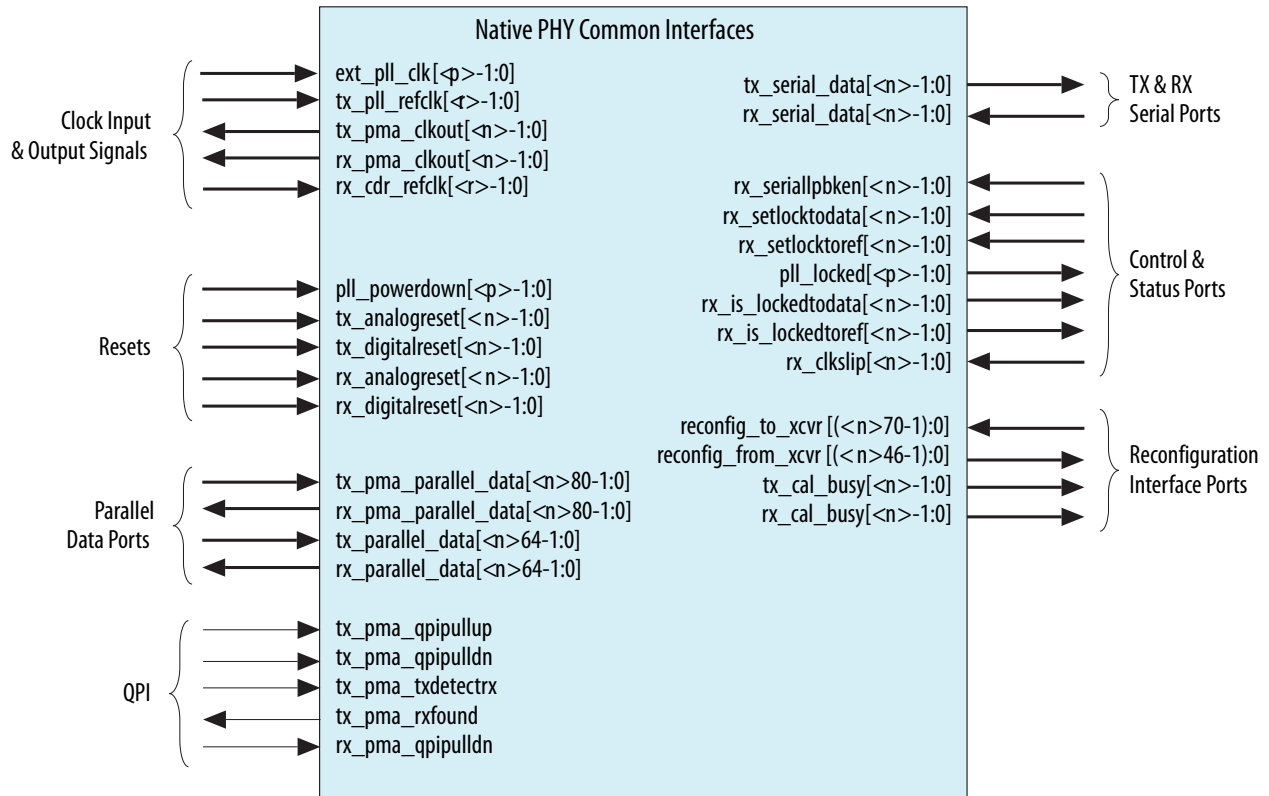 Native PHY Common Interfaces
Clock Input
& Output Signals
ext_pll_clk[<p>-1:0]
tx_pll_refclk[<r>-1:0]
tx_pma_clkout[<n>-1:0]
rx_pma_clkout[<n>-1:0]
rx_cdr_refclk[<r>-1:0]
Resets
pll_powerdown[<p>-1:0]
tx_analogreset[<n>-1:0]
tx_digitalreset[<n>-1:0]
rx_analogreset[<n>-1:0]
rx_digitalreset[<n>-1:0]
Parallel
Data Ports
tx_pma_parallel_data[<n>80-1:0]
rx_pma_parallel_data[<n>80-1:0]
tx_parallel_data[<n>64-1:0]
rx_parallel_data[<n>64-1:0]
QPI
tx_pma_qpipullup
tx_pma_qpipulldn
tx_pma_txdetectrx
tx_pma_rxfound
rx_pma_qpipulldn
tx_serial_data[<n>-1:0]
rx_serial_data[<n>-1:0]
TX & RX
Serial Ports
rx_seriallpbken[<n>-1:0]
rx_setlocktodata[<n>-1:0]
rx_setlocktoref[<n>-1:0]
pll_locked[<p>-1:0]
rx_is_lockedtodata[<n>-1:0]
rx_is_lockedtoref[<n>-1:0]
rx_clkslip[<n>-1:0]
Control &
Status Ports
reconfig_to_xcvr [(<n>70-1):0]
reconfig_from_xcvr [(<n>46-1):0]
tx_cal_busy[<n>-1:0]
rx_cal_busy[<n>-1:0]
Reconfiguration
Interface Ports